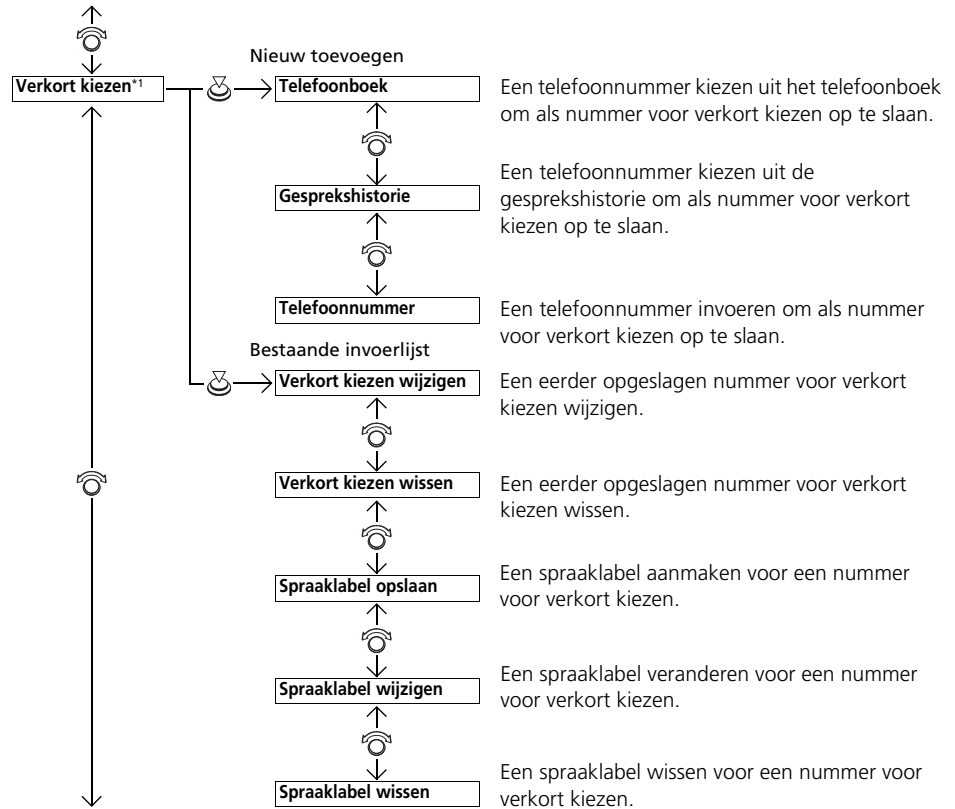 Nieuw toevoegen
Verkort kiezen*1
Telefoonboek
Een telefoonnummer kiezen uit het telefoonboek
om als nummer voor verkort kiezen op te slaan.
Gesprekshistorie
Een telefoonnummer kiezen uit de
gesprekshistorie om als nummer voor verkort
kiezen op te slaan.
Telefoonnummer
Een telefoonnummer invoeren om als nummer
voor verkort kiezen op te slaan.
Bestaande invoerlijst
Verkort kiezen wijzigen
Een eerder opgeslagen nummer voor verkort
kiezen wijzigen.
Verkort kiezen wissen
Een eerder opgeslagen nummer voor verkort
kiezen wissen.
Spraaklabel opslaan
Een spraaklabel aanmaken voor een nummer
voor verkort kiezen.
Spraaklabel wijzigen
Een spraaklabel veranderen voor een nummer
voor verkort kiezen.
Spraaklabel wissen
Een spraaklabel wissen voor een nummer voor
verkort kiezen.